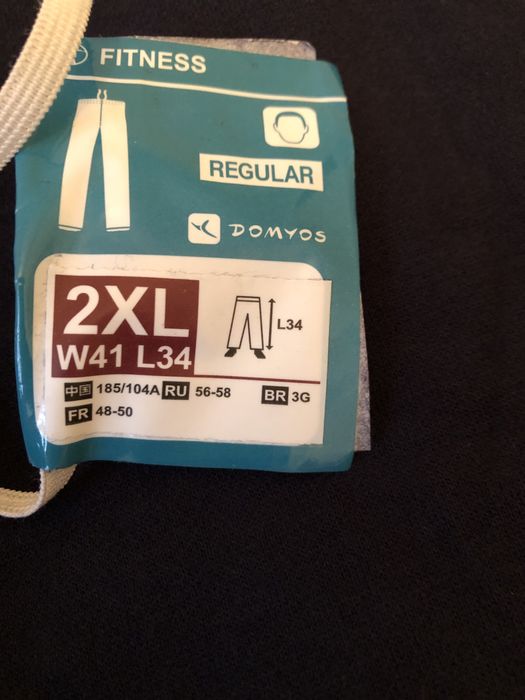 FITNESS
REGULAR
DOMYOS
2XL
W41 L34
L34
中国 185/104A RU 56-58 BR 3G
FR 48-50